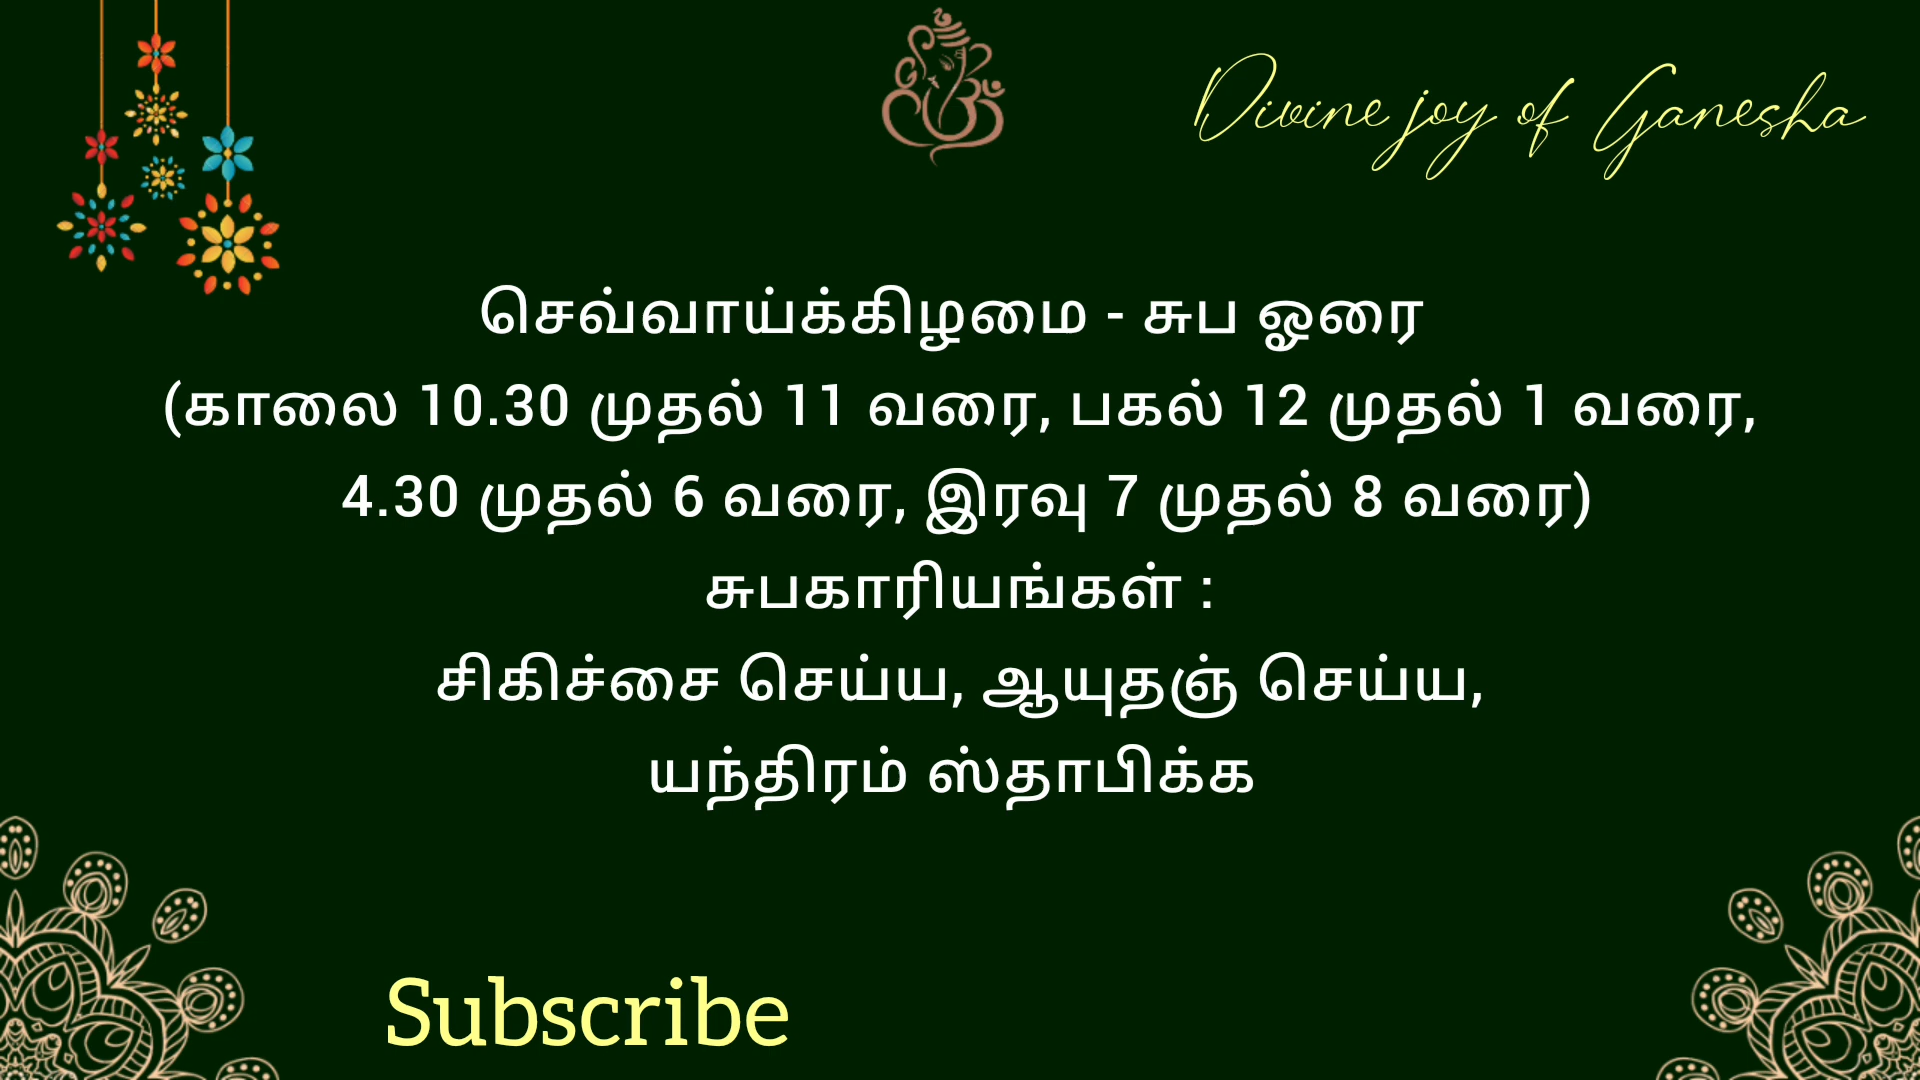 Divine joy of Ganesha
செவ்வாய்க்கிழமை - சுப ஓரை
(காலை 10.30 முதல் 11 வரை, பகல் 12 முதல் 1 வரை,
4.30 முதல் 6 வரை, இரவு 7 முதல் 8 வரை)
சுபகாரியங்கள் :
சிகிச்சை செய்ய, ஆயுதஞ் செய்ய,
யந்திரம் ஸ்தாபிக்க
Subscribe